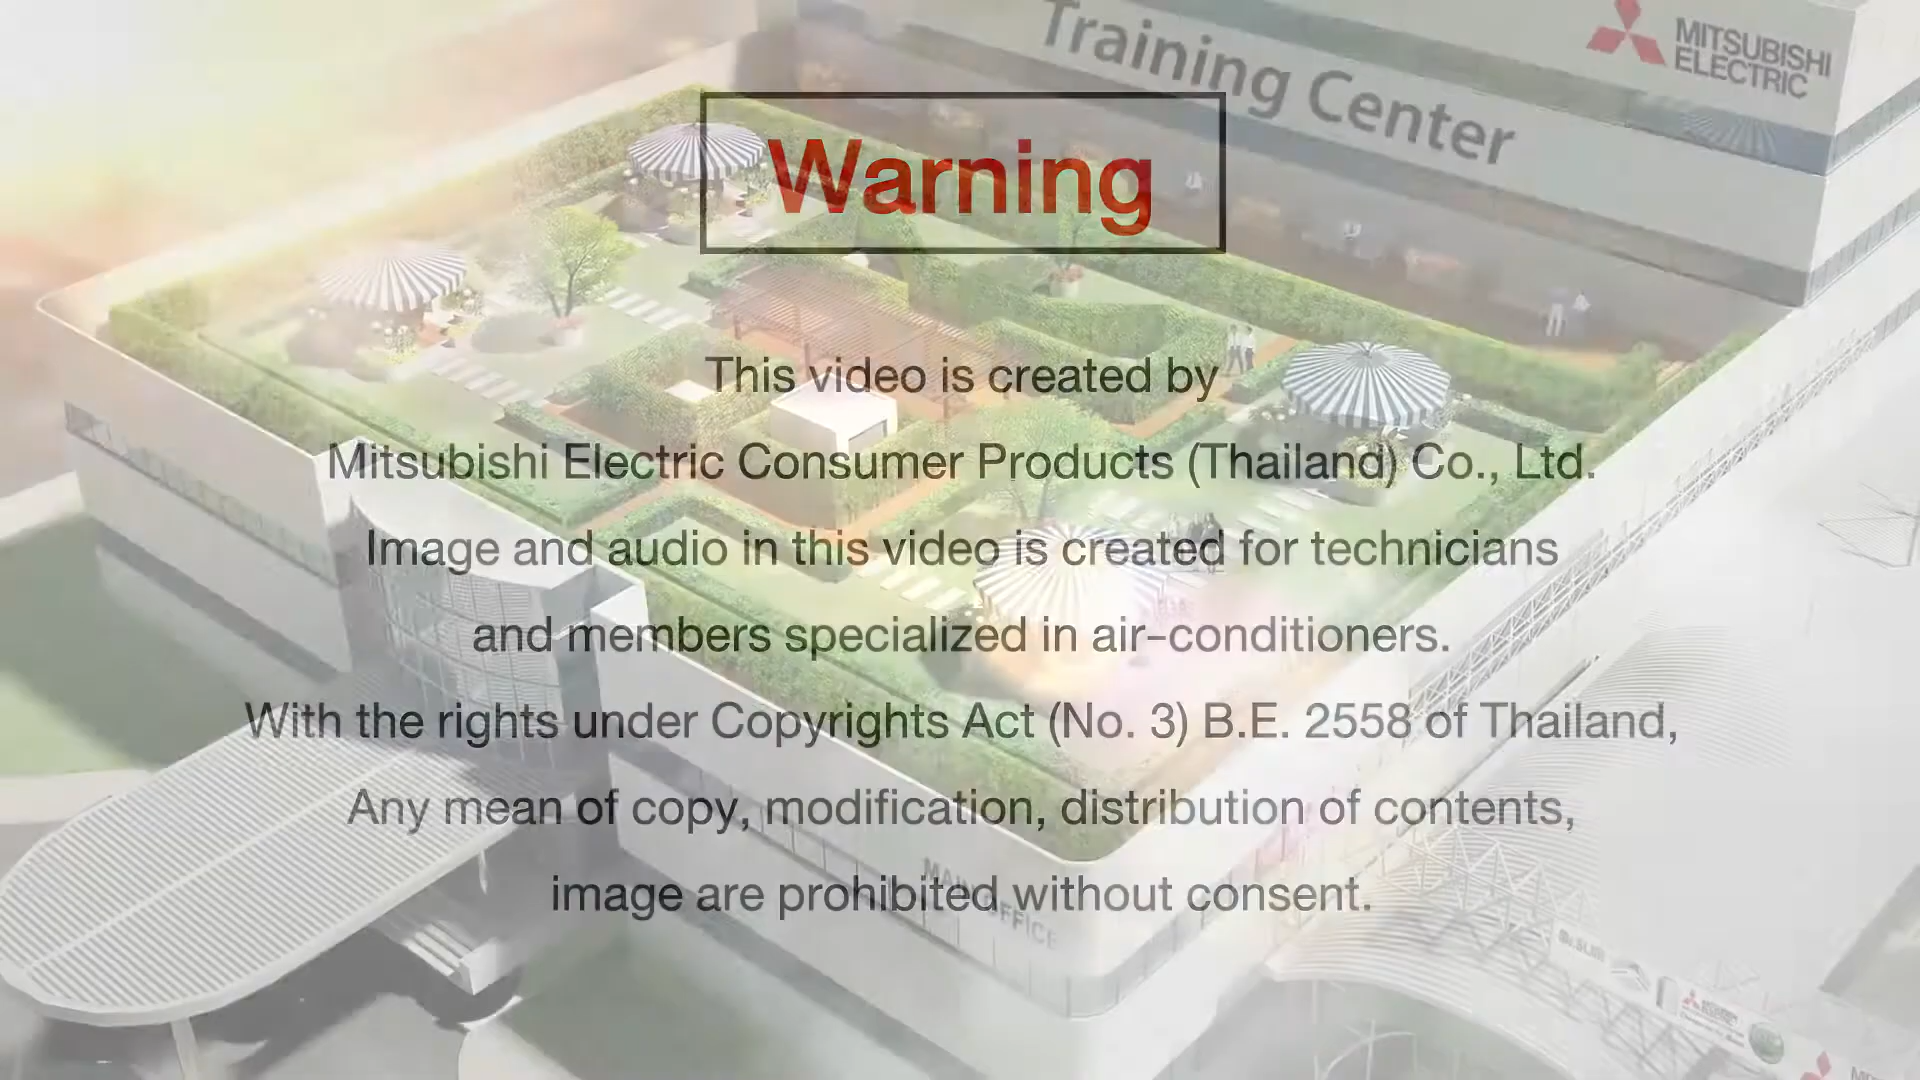 Training Center
MITSUBISHI
ELECTRIC
Warning
This video is created by
Mitsubishi Electric Consumer Products (Thailand) Co., Ltd.
Image and audio in this video is created for technicians
and members specialized in air-conditioners.
With the rights under Copyrights Act (No. 3) B.E. 2558 of Thailand,
Any mean of copy, modification, distribution of contents,
image are prohibited without consent.
MAIN OFFICE